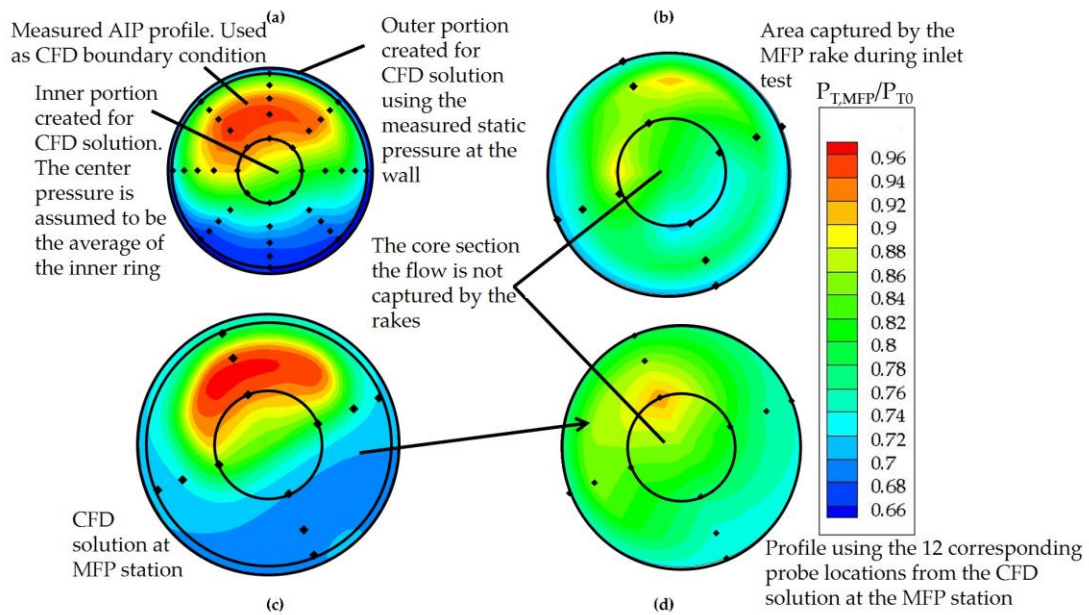 (a)
Measured AIP profile. Used
as CFD boundary condition
Inner portion
created for
CFD solution.
The center
pressure is
assumed to be
the average of
the inner ring
Outer portion
created for
CFD solution
using the
measured static
pressure at the
wall
(b)
Area captured by the
MFP rake during inlet
test
P_T,MFP/P_T0
0.96
0.94
0.92
0.9
0.88
0.86
0.84
0.82
0.8
0.78
0.76
0.74
0.72
0.7
0.68
0.66
The core section
the flow is not
captured by the
rakes
CFD
solution at
MFP station
(c)
Profile using the 12 corresponding
probe locations from the CFD
solution at the MFP station
(d)